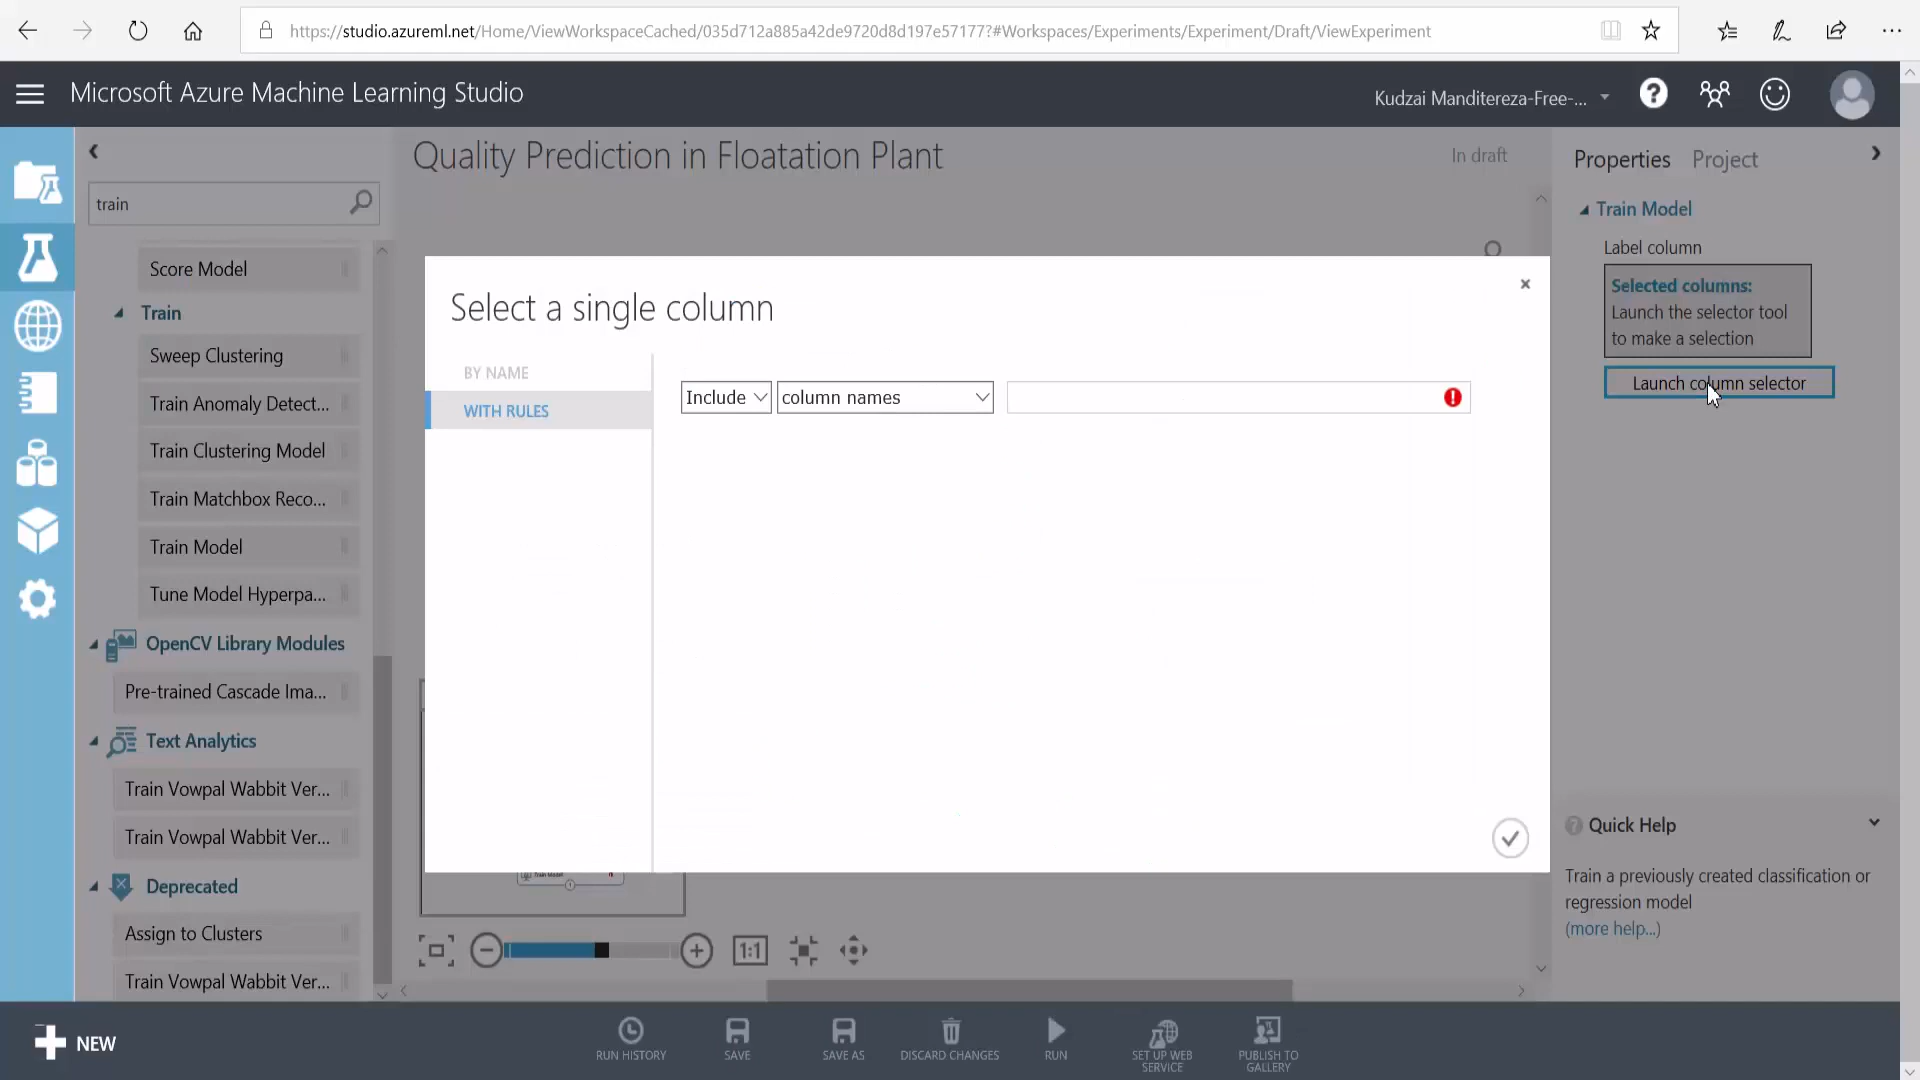 https://studio.azureml.net/Home/ViewWorkspaceCached/035d712a885a42de9720d8d197e57177?#Workspaces/Experiments/Experiment/Draft/ViewExperiment
Microsoft Azure Machine Learning Studio
Kudzai Manditereza-Free-...
Quality Prediction in Floatation Plant
In draft
Properties
Project
train
Train Model
Label column
Selected columns:
Launch the selector tool
to make a selection
Launch column selector
Score Model
Train
Sweep Clustering
Train Anomaly Detect...
Train Clustering Model
Train Matchbox Reco...
Train Model
Tune Model Hyperpa...
OpenCV Library Modules
Pre-trained Cascade Ima...
Text Analytics
Train Vowpal Wabbit Ver...
Train Vowpal Wabbit Ver...
Deprecated
Assign to Clusters
Train Vowpal Wabbit Ver...
Select a single column
BY NAME
WITH RULES
Include
column names
Train Model
1:1
Quick Help
Train a previously created classification or
regression model
(more help...)
NEW
RUN HISTORY
SAVE
SAVE AS
DISCARD CHANGES
RUN
SET UP WEB
SERVICE
PUBLISH TO
GALLERY